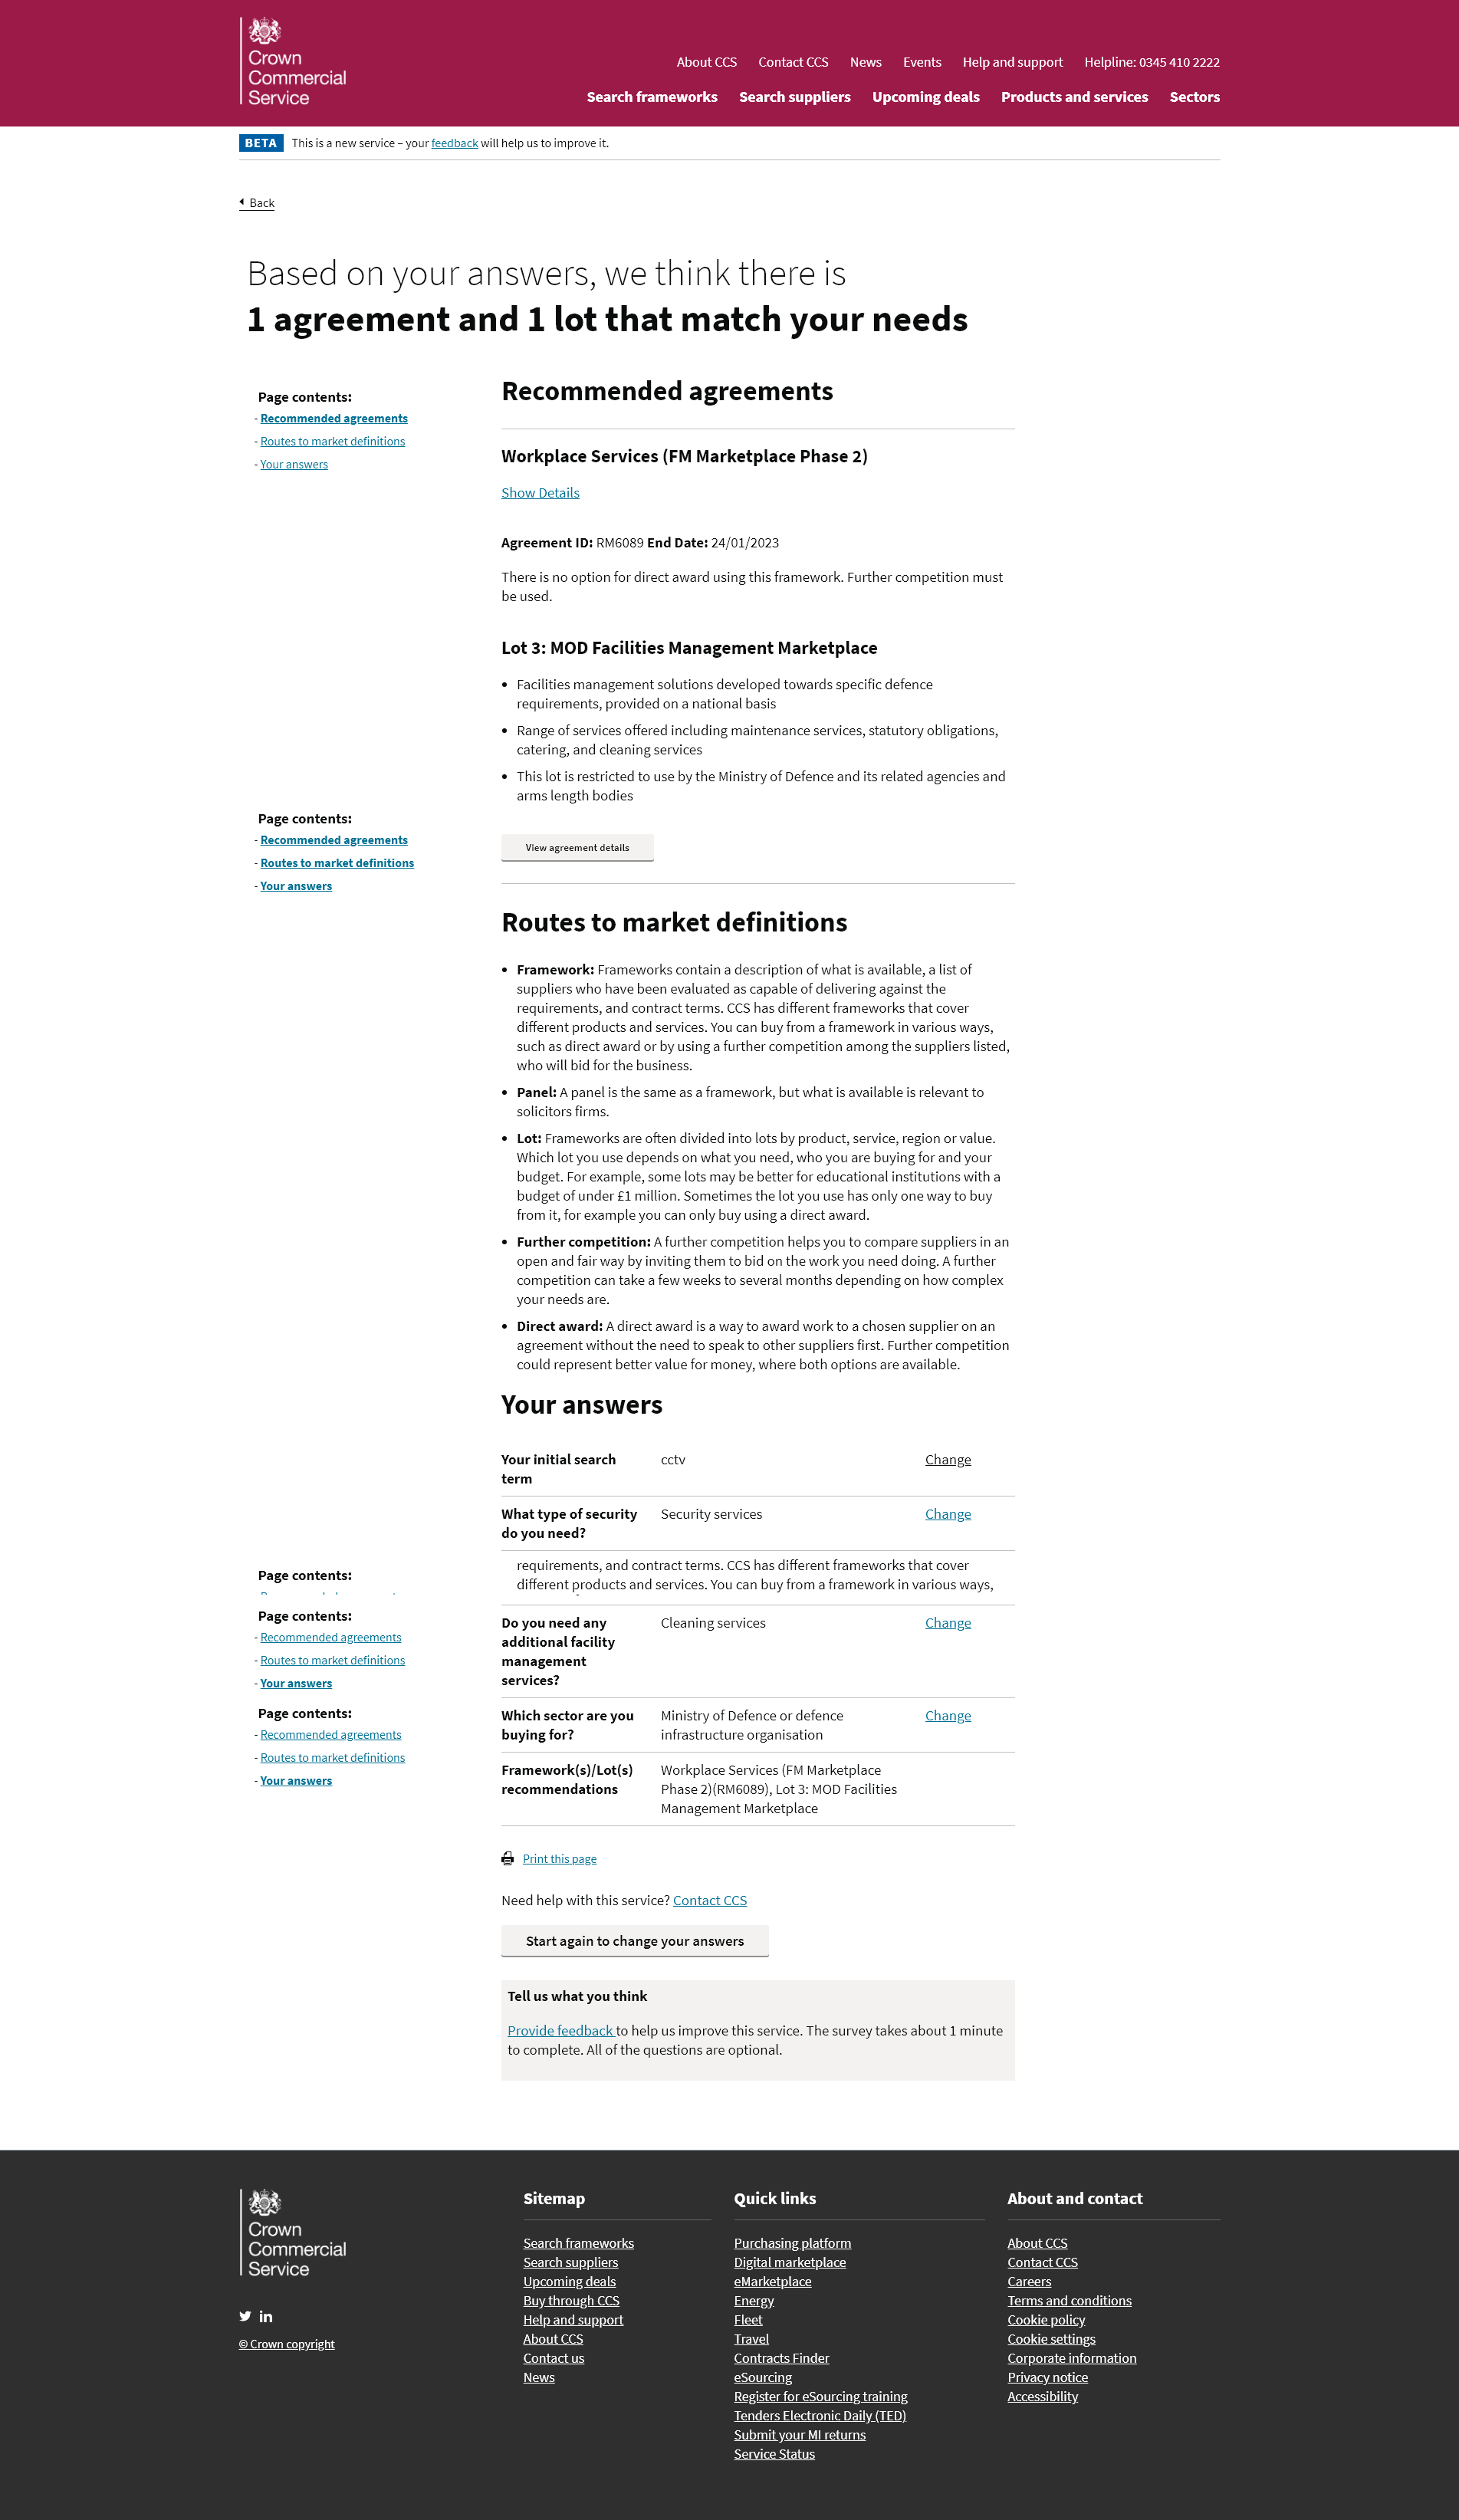 Crown
Commercial
Service
About CCS Contact CCS News Events Help and support Helpline: 0345 410 2222
Search frameworks Search suppliers Upcoming deals Products and services Sectors
BETA This is a new service – your feedback will help us to improve it.
Back
Based on your answers, we think there is
1 agreement and 1 lot that match your needs
Page contents:
- Recommended agreements
- Routes to market definitions
- Your answers
Recommended agreements
Workplace Services (FM Marketplace Phase 2)
Show Details
Agreement ID: RM6089 End Date: 24/01/2023
There is no option for direct award using this framework. Further competition must
be used.
Lot 3: MOD Facilities Management Marketplace
• Facilities management solutions developed towards specific defence
requirements, provided on a national basis
• Range of services offered including maintenance services, statutory obligations,
catering, and cleaning services
• This lot is restricted to use by the Ministry of Defence and its related agencies and
arms length bodies
Page contents:
- Recommended agreements
- Routes to market definitions
- Your answers
View agreement details
Routes to market definitions
• Framework: Frameworks contain a description of what is available, a list of
suppliers who have been evaluated as capable of delivering against the
requirements, and contract terms. CCS has different frameworks that cover
different products and services. You can buy from a framework in various ways,
such as direct award or by using a further competition among the suppliers listed,
who will bid for the business.
• Panel: A panel is the same as a framework, but what is available is relevant to
solicitors firms.
• Lot: Frameworks are often divided into lots by product, service, region or value.
Which lot you use depends on what you need, who you are buying for and your
budget. For example, some lots may be better for educational institutions with a
budget of under £1 million. Sometimes the lot you use has only one way to buy
from it, for example you can only buy using a direct award.
• Further competition: A further competition helps you to compare suppliers in an
open and fair way by inviting them to bid on the work you need doing. A further
competition can take a few weeks to several months depending on how complex
your needs are.
• Direct award: A direct award is a way to award work to a chosen supplier on an
agreement without the need to speak to other suppliers first. Further competition
could represent better value for money, where both options are available.
Your answers
Your initial search cctv Change
term
What type of security Security services Change
do you need?
requirements, and contract terms. CCS has different frameworks that cover
different products and services. You can buy from a framework in various ways,
Page contents:
Page contents:
- Recommended agreements
- Routes to market definitions
- Your answers
Page contents:
- Recommended agreements
- Routes to market definitions
- Your answers
Do you need any Cleaning services Change
additional facility
management
services?
Which sector are you Ministry of Defence or defence Change
buying for? infrastructure organisation
Framework(s)/Lot(s) Workplace Services (FM Marketplace
recommendations Phase 2)(RM6089), Lot 3: MOD Facilities
Management Marketplace
Print this page
Need help with this service? Contact CCS
Start again to change your answers
Tell us what you think
Provide feedback to help us improve this service. The survey takes about 1 minute
to complete. All of the questions are optional.
Crown
Commercial
Service
© Crown copyright
Sitemap
Search frameworks
Search suppliers
Upcoming deals
Buy through CCS
Help and support
About CCS
Contact us
News
Quick links
Purchasing platform
Digital marketplace
eMarketplace
Energy
Fleet
Travel
Contracts Finder
eSourcing
Register for eSourcing training
Tenders Electronic Daily (TED)
Submit your MI returns
Service Status
About and contact
About CCS
Contact CCS
Careers
Terms and conditions
Cookie policy
Cookie settings
Corporate information
Privacy notice
Accessibility